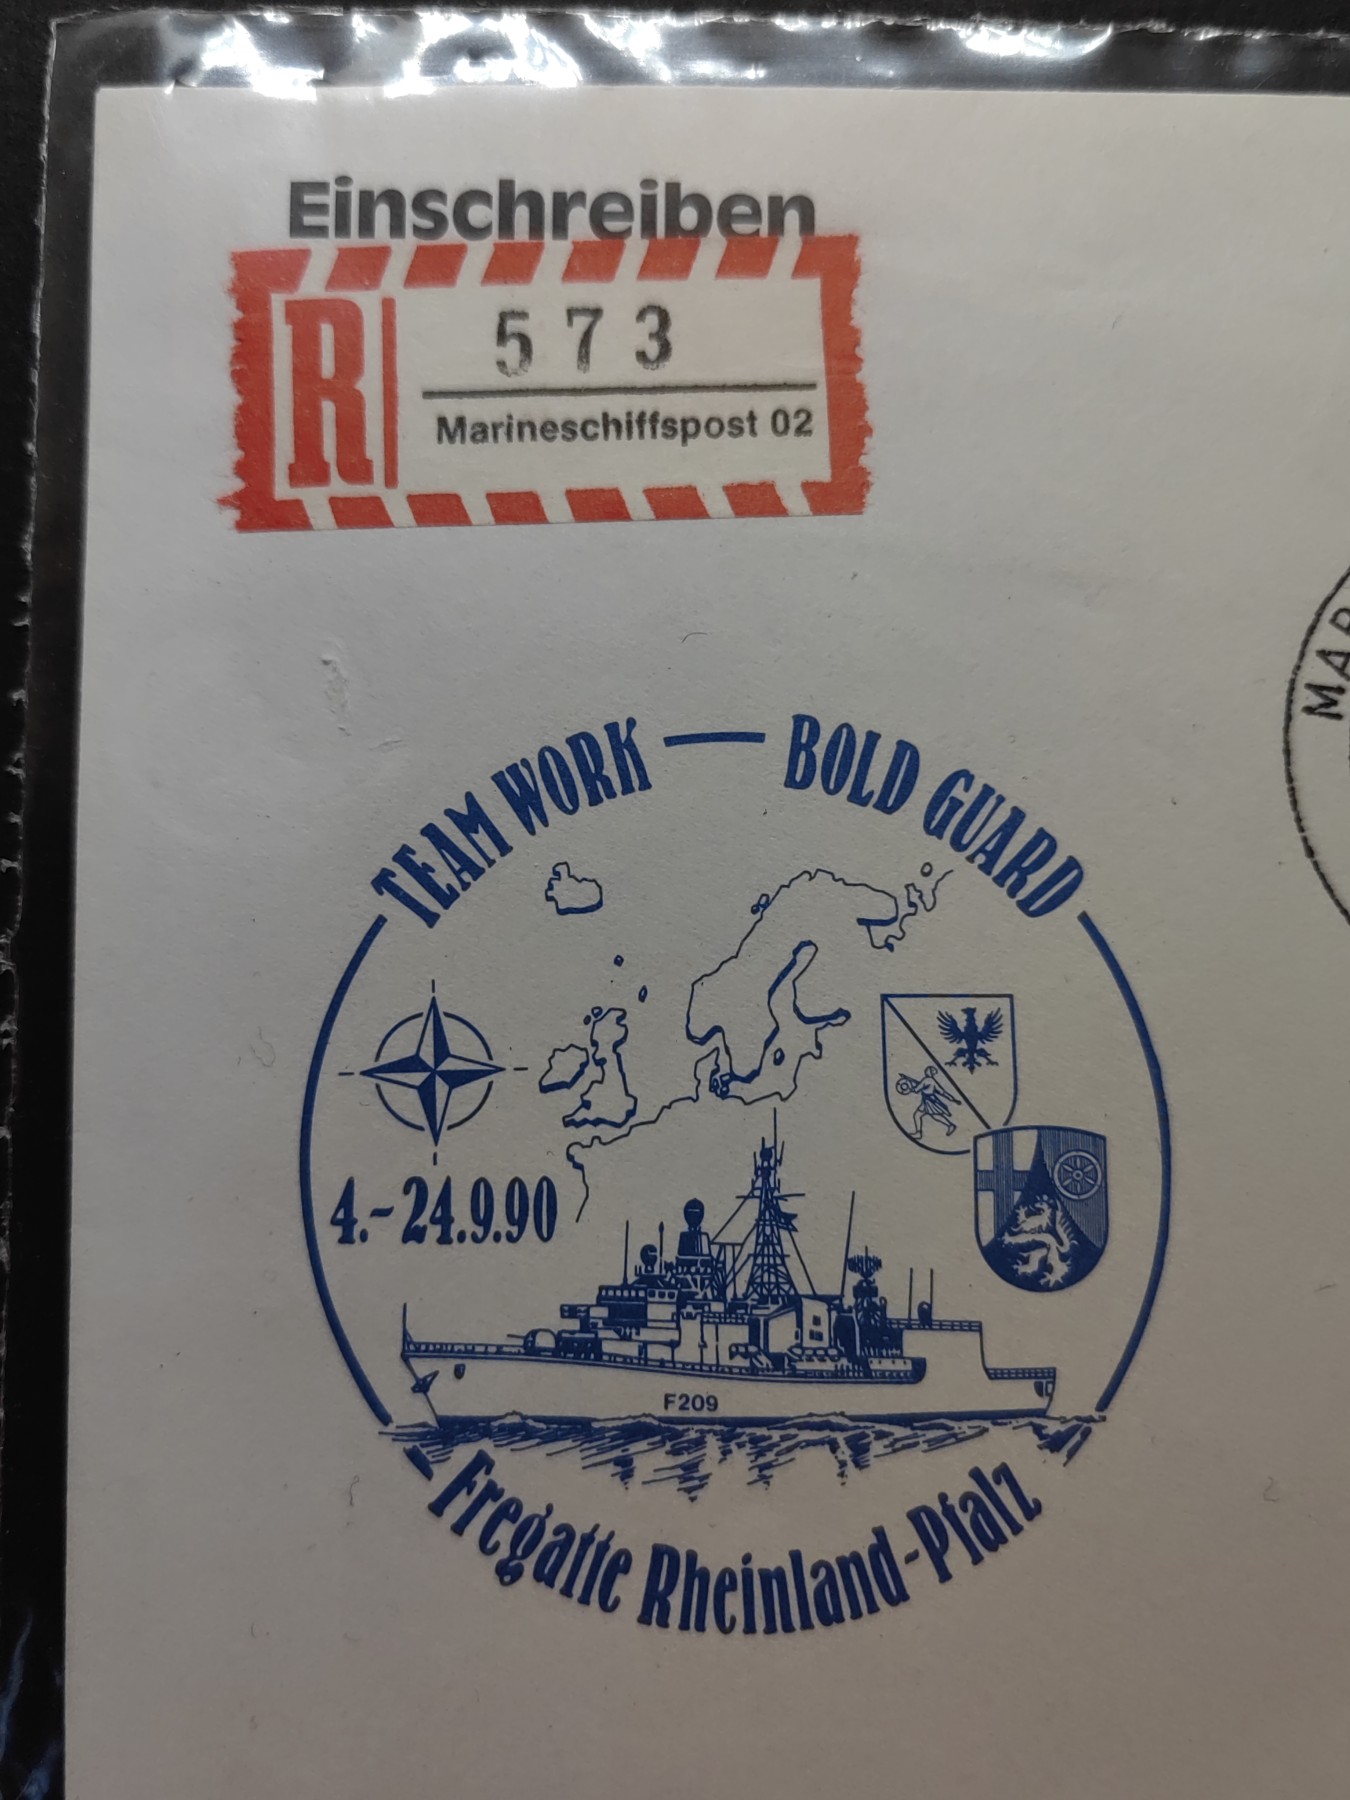 Einschreiben
R 573
Marineschiffspost 02
TEAM WORK — BOLD GUARD
4.-24.9.90
F209
Fregatte Rheinland-Pfalz